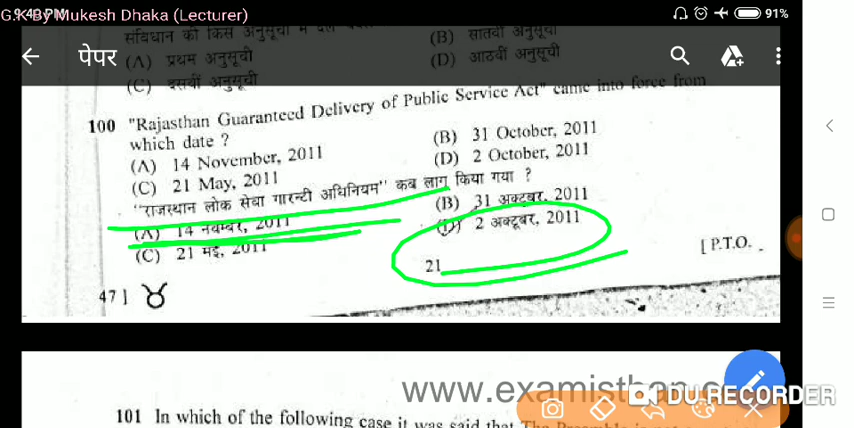 G.K By Mukesh Dhaka (Lecturer)
91%
संविधान की किस अनुसूची में
पेपर
(A) प्रथम अनुसूची
(B) सातवीं अनुसूची
(C) दसवीं अनुसूची
(D) आठवीं अनुसूची
100 "Rajasthan Guaranteed Delivery of Public Service Act" came into force from
which date ?
(A) 14 November, 2011
(B) 31 October, 2011
(C) 21 May, 2011
(D) 2 October, 2011
"राजस्थान लोक सेवा गारन्टी अधिनियम" कब लागू किया गया ?
(A) 14 नवम्बर, 2011
(B) 31 अक्टूबर, 2011
(C) 21 मई, 2011
(D) 2 अक्टूबर, 2011
21
[ P.T.O.
47 ]
www.examisthan.c
DU RECORDER
101 In which of the following case it was said that The Preamble is not